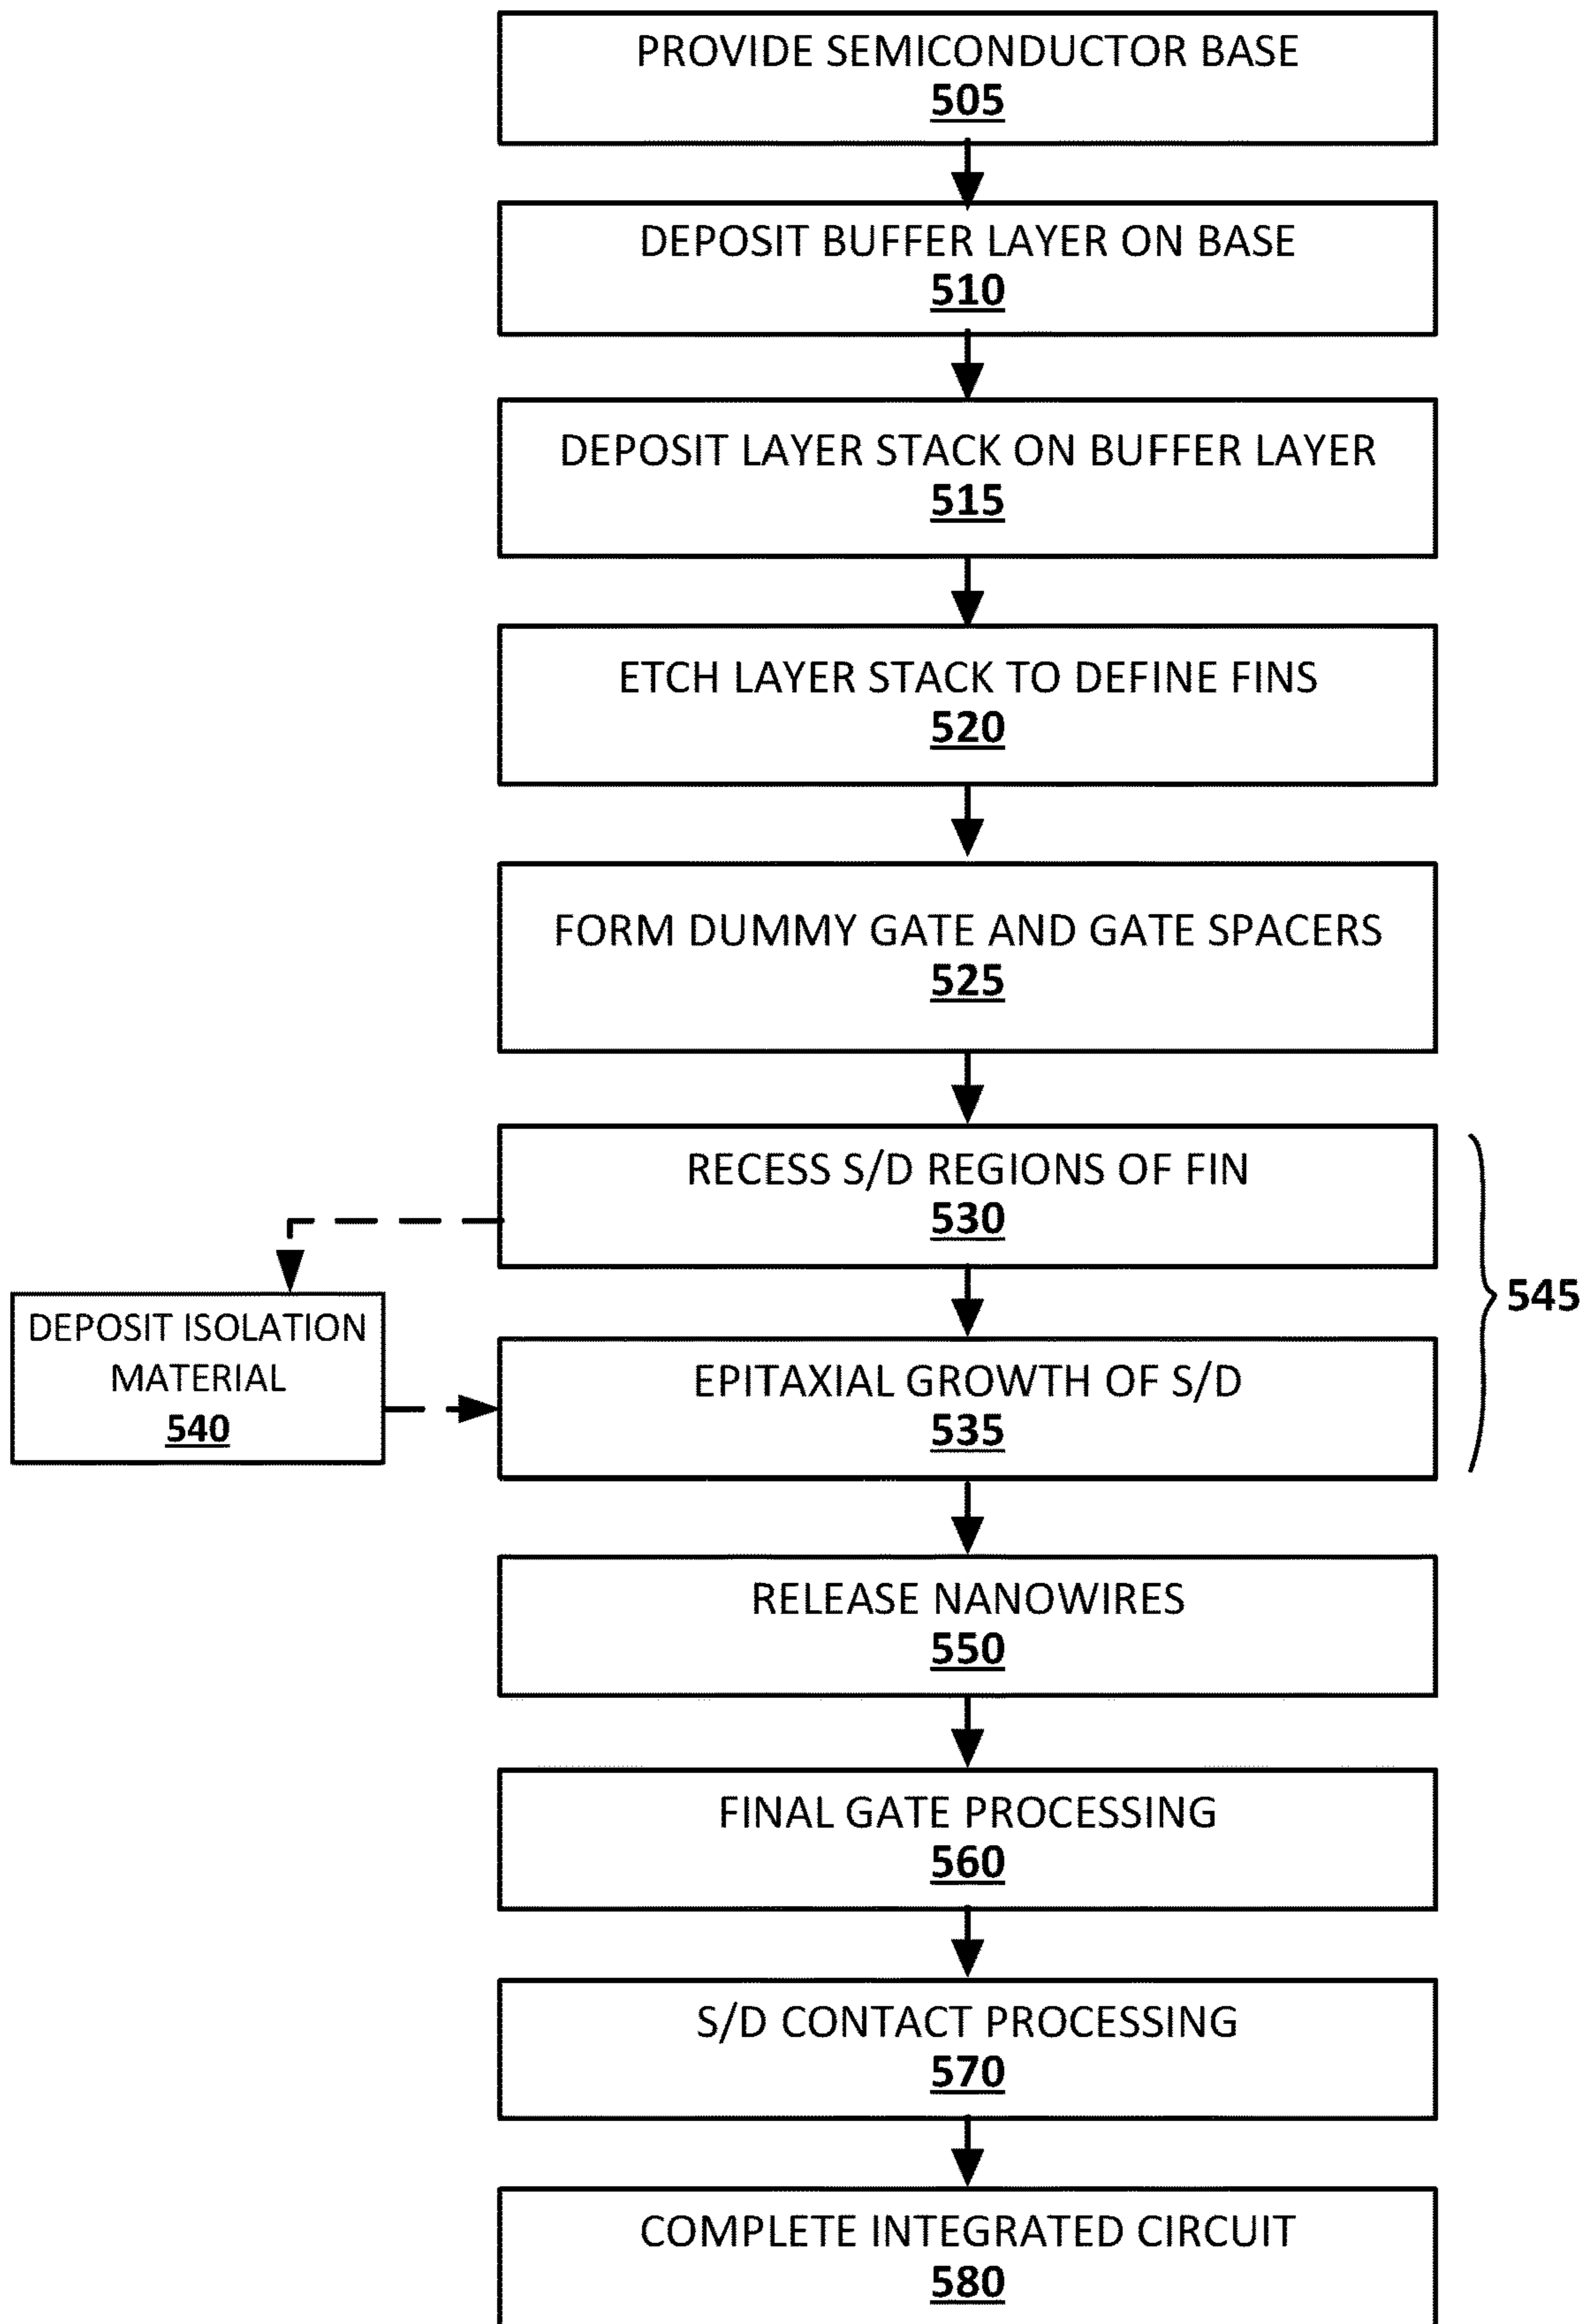 PROVIDE SEMICONDUCTOR BASE
505
DEPOSIT BUFFER LAYER ON BASE
510
DEPOSIT LAYER STACK ON BUFFER LAYER
515
ETCH LAYER STACK TO DEFINE FINS
520
FORM DUMMY GATE AND GATE SPACERS
525
RECESS S/D REGIONS OF FIN
530
545
DEPOSIT ISOLATION
MATERIAL
540
EPITAXIAL GROWTH OF S/D
535
RELEASE NANOWIRES
550
FINAL GATE PROCESSING
560
S/D CONTACT PROCESSING
570
COMPLETE INTEGRATED CIRCUIT
580